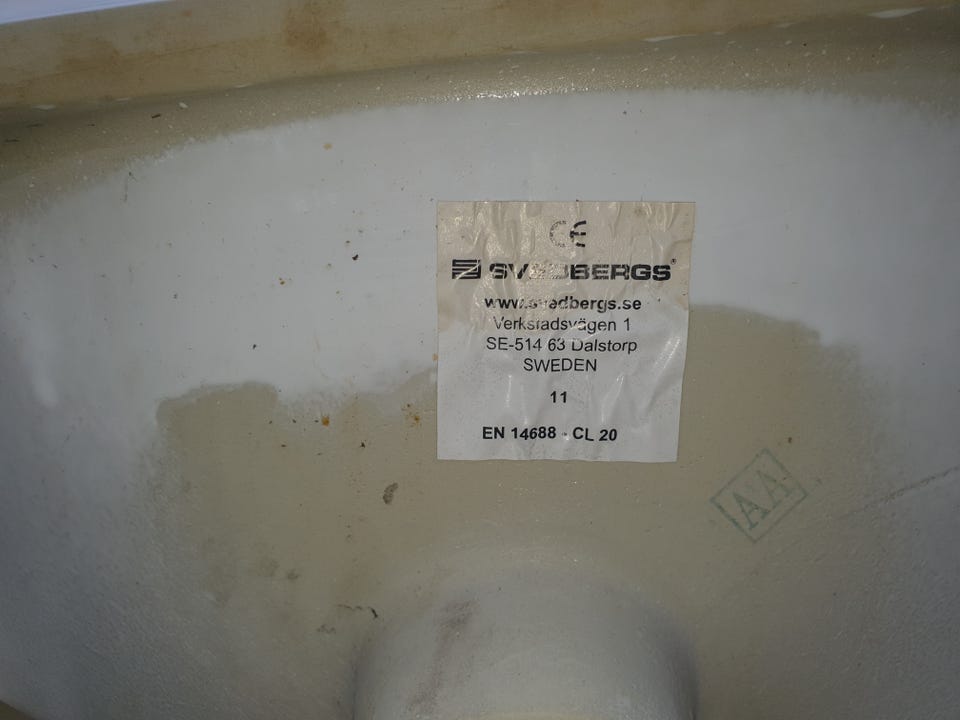 CE
SVEDBERGS®
www.svedbergs.se
Verkstadsvägen 1
SE-514 63 Dalstorp
SWEDEN
11
EN 14688 - CL 20
AA